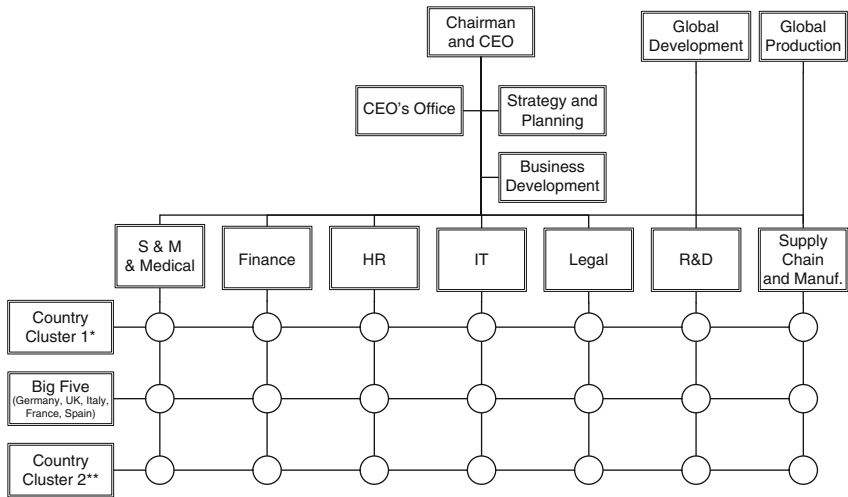 Chairman
and CEO
Global
Development
Global
Production
CEO's Office
Strategy and
Planning
Business
Development
S & M
& Medical
Finance
HR
IT
Legal
R&D
Supply
Chain
and Manuf.
Country
Cluster 1*
Big Five
(Germany, UK, Italy,
France, Spain)
Country
Cluster 2**